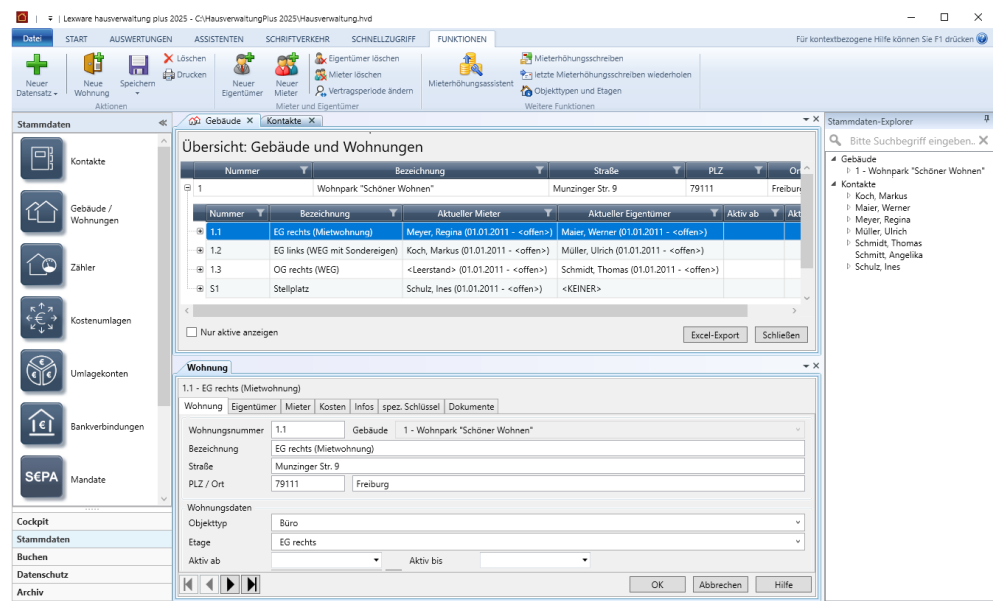 Lexware hausverwaltung plus 2025 - C:\HausverwaltungPlus 2025\Hausverwaltung.hvd
Datei START AUSWERTUNGEN ASSISTENTEN SCHRIFTVERKEHR SCHNELLZUGRIFF FUNKTIONEN Für kontextbezogene Hilfe können Sie F1 drücken
Neuer Datensatz
Neue Wohnung
Speichern
Löschen
Drucken
Aktionen
Neuer Eigentümer
Neuer Mieter
Eigentümer löschen
Mieter löschen
Vertragsperiode ändern
Mieter und Eigentümer
Mieterhöhungsassistent
Mieterhöhungsschreiben
letzte Mieterhöhungsschreiben wiederholen
Objekttypen und Etagen
Weitere Funktionen
Stammdaten
Kontakte
Gebäude /
Wohnungen
Zähler
Kostenumlagen
Umlagekonten
Bankverbindungen
S€PA Mandate
Cockpit
Stammdaten
Buchen
Datenschutz
Archiv
Gebäude X Kontakte X
Übersicht: Gebäude und Wohnungen
Nummer Bezeichnung Straße PLZ Or
1 Wohnpark "Schöner Wohnen" Munzinger Str. 9 79111 Freiburg
Nummer Bezeichnung Aktueller Mieter Aktueller Eigentümer Aktiv ab Akt
1.1 EG rechts (Mietwohnung) Meyer, Regina (01.01.2011 - <offen>) Maier, Werner (01.01.2011 - <offen>)
1.2 EG links (WEG mit Sondereigen) Koch, Markus (01.01.2011 - <offen>) Müller, Ulrich (01.01.2011 - <offen>)
1.3 OG rechts (WEG) <Leerstand> (01.01.2011 - <offen>) Schmidt, Thomas (01.01.2011 - <offen>)
S1 Stellplatz Schulz, Ines (01.01.2011 - <offen>) <KEINER>
Nur aktive anzeigen Excel-Export Schließen
Wohnung
1.1 - EG rechts (Mietwohnung)
Wohnung Eigentümer Mieter Kosten Infos spez. Schlüssel Dokumente
Wohnungsnummer 1.1 Gebäude 1 - Wohnpark "Schöner Wohnen"
Bezeichnung EG rechts (Mietwohnung)
Straße Munzinger Str. 9
PLZ / Ort 79111 Freiburg
Wohnungsdaten
Objekttyp Büro
Etage EG rechts
Aktiv ab Aktiv bis
OK Abbrechen Hilfe
Stammdaten-Explorer
Bitte Suchbegriff eingeben..
Gebäude
1 - Wohnpark "Schöner Wohnen"
Kontakte
Koch, Markus
Maier, Werner
Meyer, Regina
Müller, Ulrich
Schmidt, Thomas
Schmitt, Angelika
Schulz, Ines